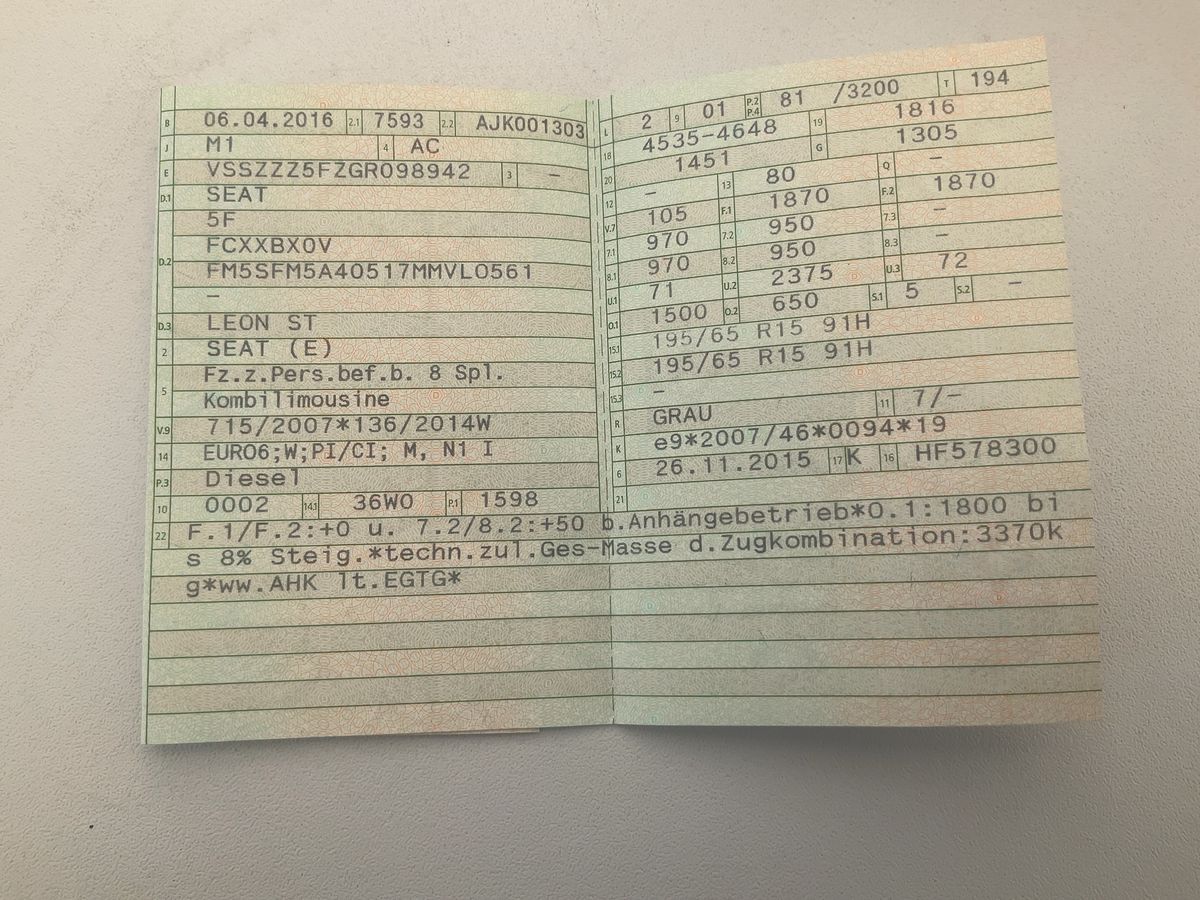 B 06.04.2016 2.1 7593 2.2 AJK001303
J M1 4 AC
E VSSZZZ5FZGR098942 3 –
D.1 SEAT
D.2 5F
FCXXBX0V
FM5SFM5A40517MMVL0561
–
D.3 LEON ST
2 SEAT (E)
5 Fz.z.Pers.bef.b. 8 Spl.
Kombilimousine
V.9 715/2007*136/2014W
14 EURO6;W;PI/CI; M, N1 I
P.3 Diesel
10 0002 14.1 36W0 P.1 1598
L 2 9 01 P.2 P.4 81 /3200 T 194
18 4535-4648 19 1816
20 1451 G 1305
12 – 13 80 Q –
V.7 105 F.1 1870 F.2 1870
7.1 970 7.2 950 7.3 –
8.1 970 8.2 950 8.3 –
U.1 71 U.2 2375 U.3 72
O.1 1500 O.2 650 S.1 5 S.2 –
15.1 195/65 R15 91H
15.2 195/65 R15 91H
15.3 –
R GRAU 11 7/–
K e9*2007/46*0094*19
6 26.11.2015 17 K 16 HF578300
21
22 F.1/F.2:+0 u. 7.2/8.2:+50 b.Anhängebetrieb*O.1:1800 bi
s 8% Steig.*techn.zul.Ges-Masse d.Zugkombination:3370k
g*ww.AHK lt.EGTG*